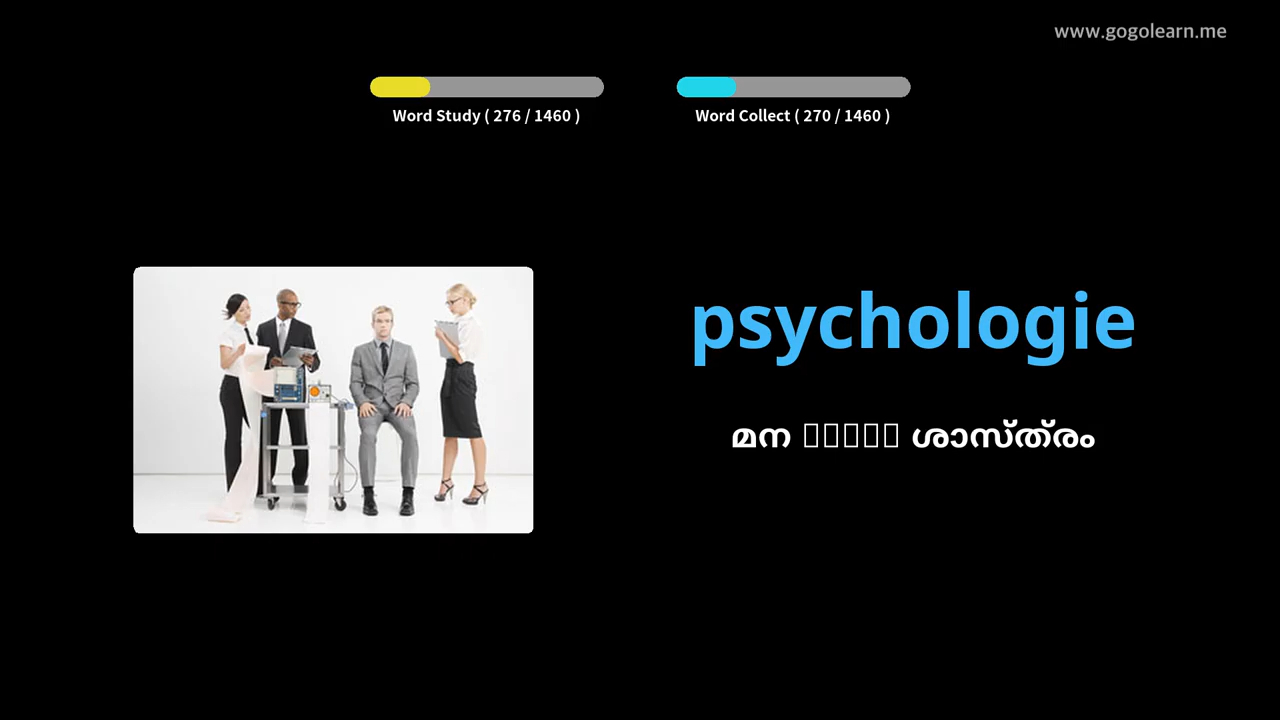 www.gogolearn.me
Word Study ( 276 / 1460 )
Word Collect ( 270 / 1460 )
psychologie
മന ശാസ്ത്രം